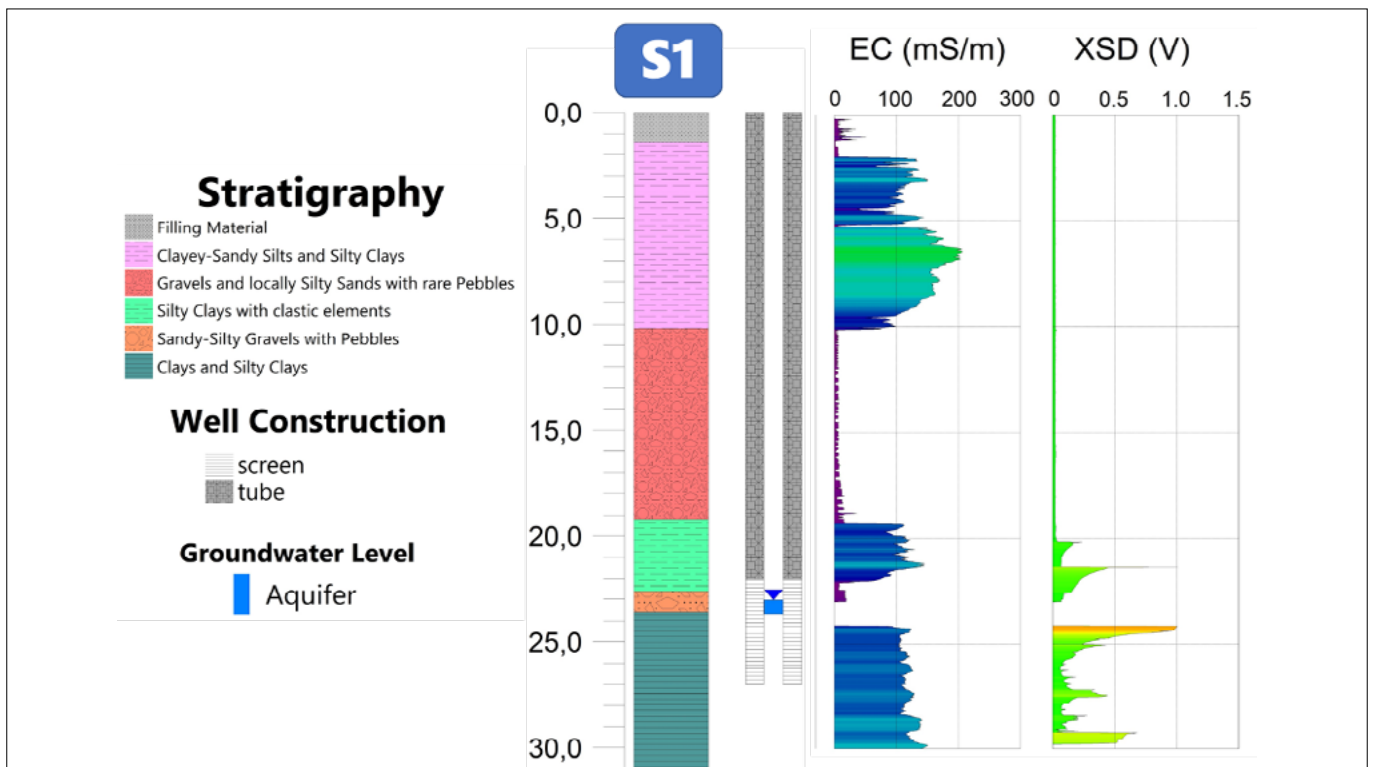 S1
EC (mS/m)
XSD (V)
0 100 200 300
0 0.5 1.0 1.5
0,0
5,0
10,0
15,0
20,0
25,0
30,0
Stratigraphy
Filling Material
Clayey-Sandy Silts and Silty Clays
Gravels and locally Silty Sands with rare Pebbles
Silty Clays with clastic elements
Sandy-Silty Gravels with Pebbles
Clays and Silty Clays
Well Construction
screen
tube
Groundwater Level
Aquifer